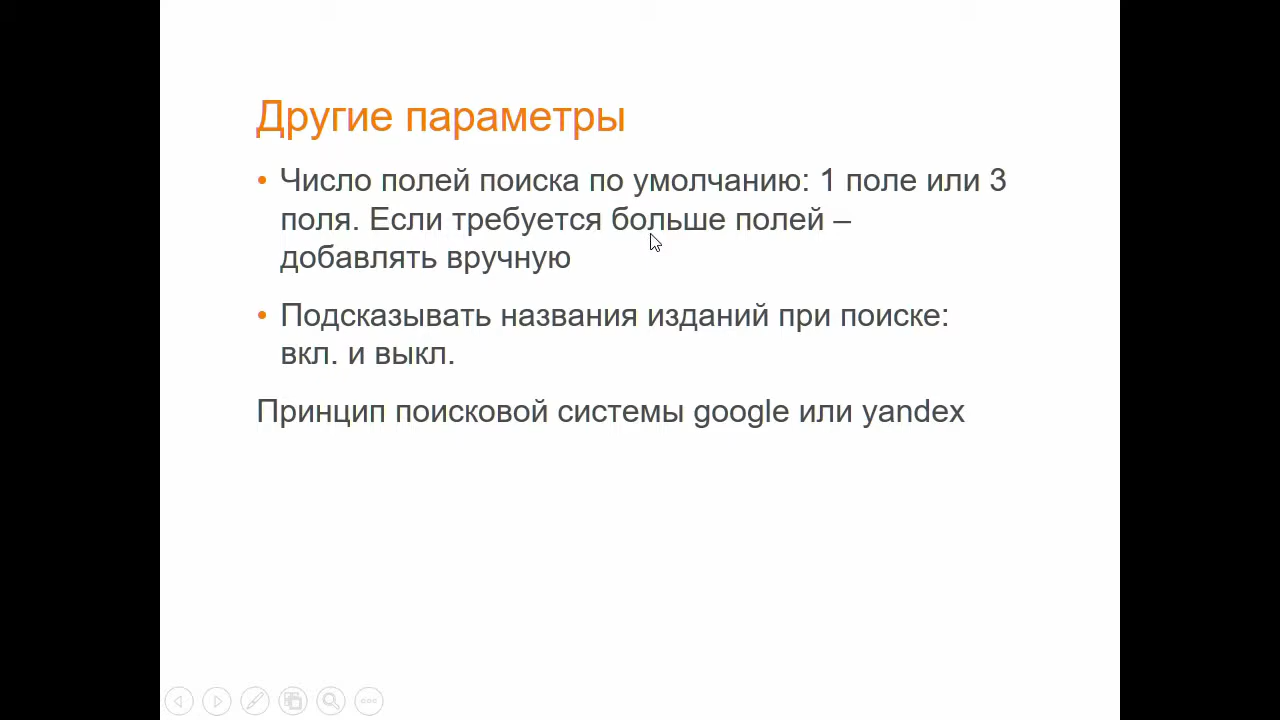 Другие параметры
• Число полей поиска по умолчанию: 1 поле или 3
поля. Если требуется больше полей –
добавлять вручную
• Подсказывать названия изданий при поиске:
вкл. и выкл.
Принцип поисковой системы google или yandex